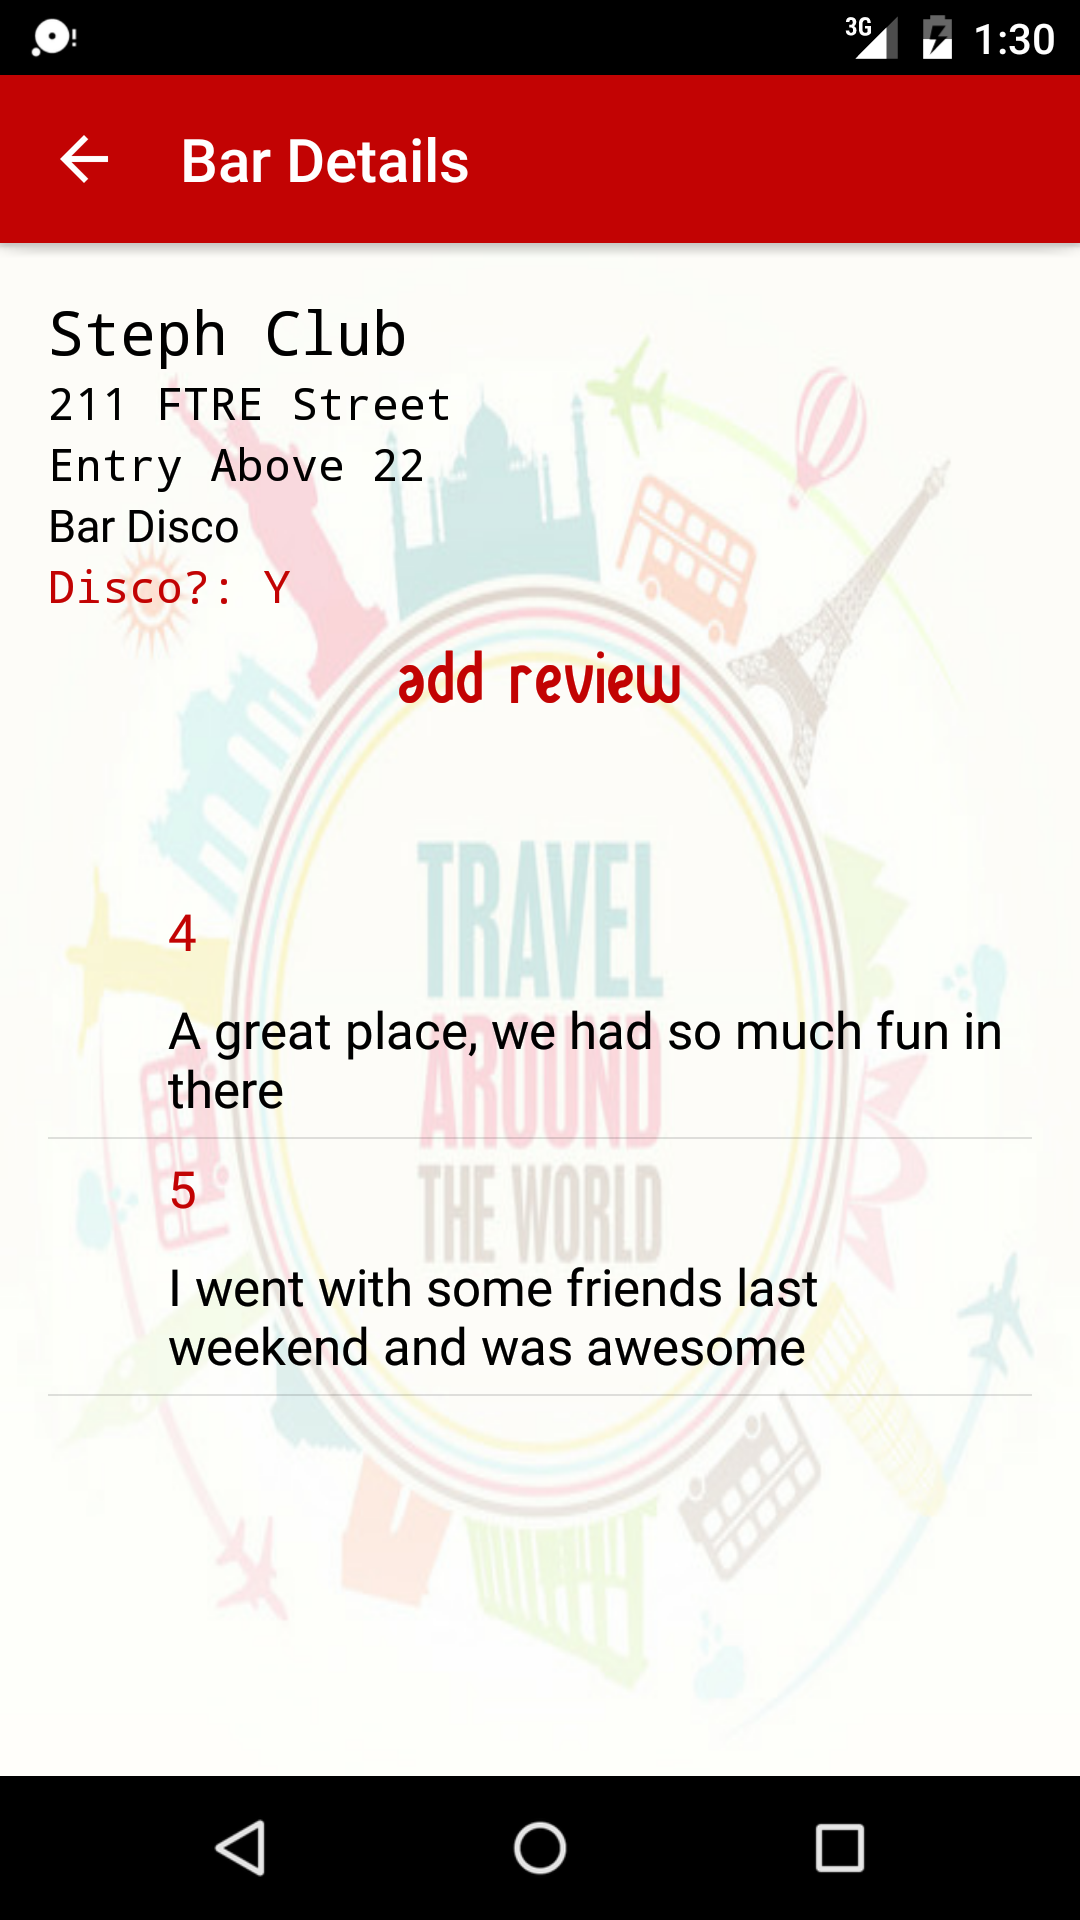 3G 1:30
Bar Details
Steph Club
211 FTRE Street
Entry Above 22
Bar Disco
Disco?: Y
add review
TRAVEL
AROUND
THE WORLD
4
A great place, we had so much fun in
there
5
I went with some friends last
weekend and was awesome